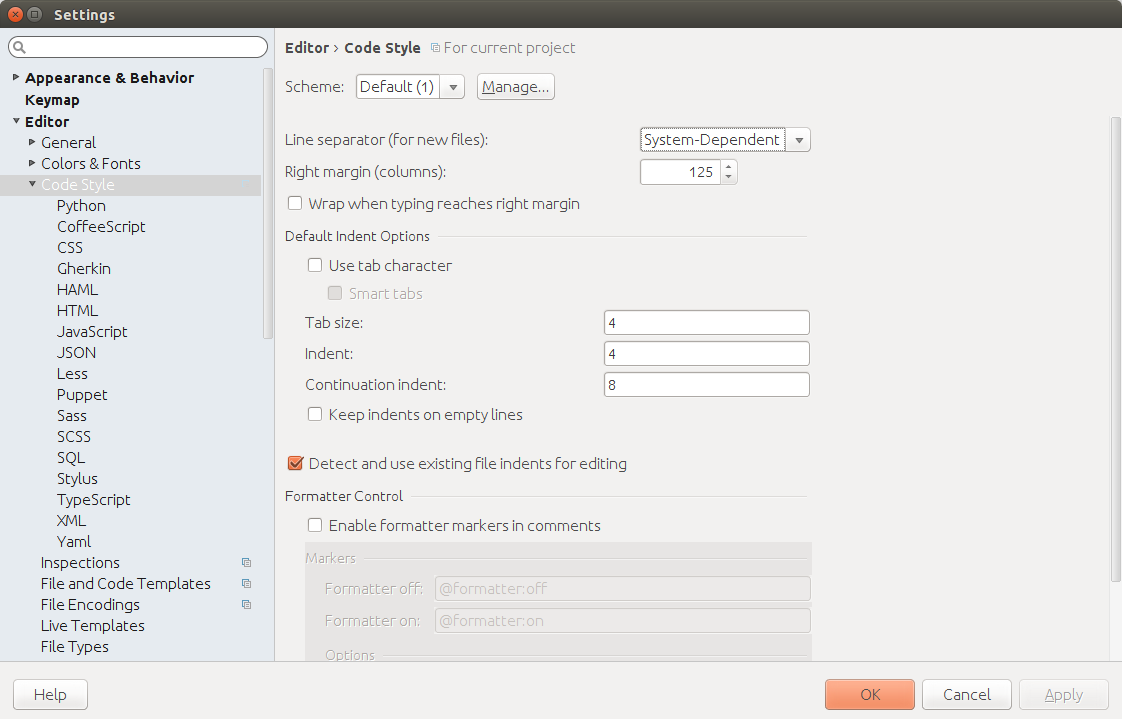 Settings
Appearance & Behavior
Keymap
Editor
General
Colors & Fonts
Code Style
Python
CoffeeScript
CSS
Gherkin
HAML
HTML
JavaScript
JSON
Less
Puppet
Sass
SCSS
SQL
Stylus
TypeScript
XML
Yaml
Inspections
File and Code Templates
File Encodings
Live Templates
File Types
Editor › Code Style For current project
Scheme: Default (1) Manage...
Line separator (for new files): System-Dependent
Right margin (columns): 125
Wrap when typing reaches right margin
Default Indent Options
Use tab character
Smart tabs
Tab size: 4
Indent: 4
Continuation indent: 8
Keep indents on empty lines
Detect and use existing file indents for editing
Formatter Control
Enable formatter markers in comments
Markers
Formatter off: @formatter:off
Formatter on: @formatter:on
Options
Help OK Cancel Apply